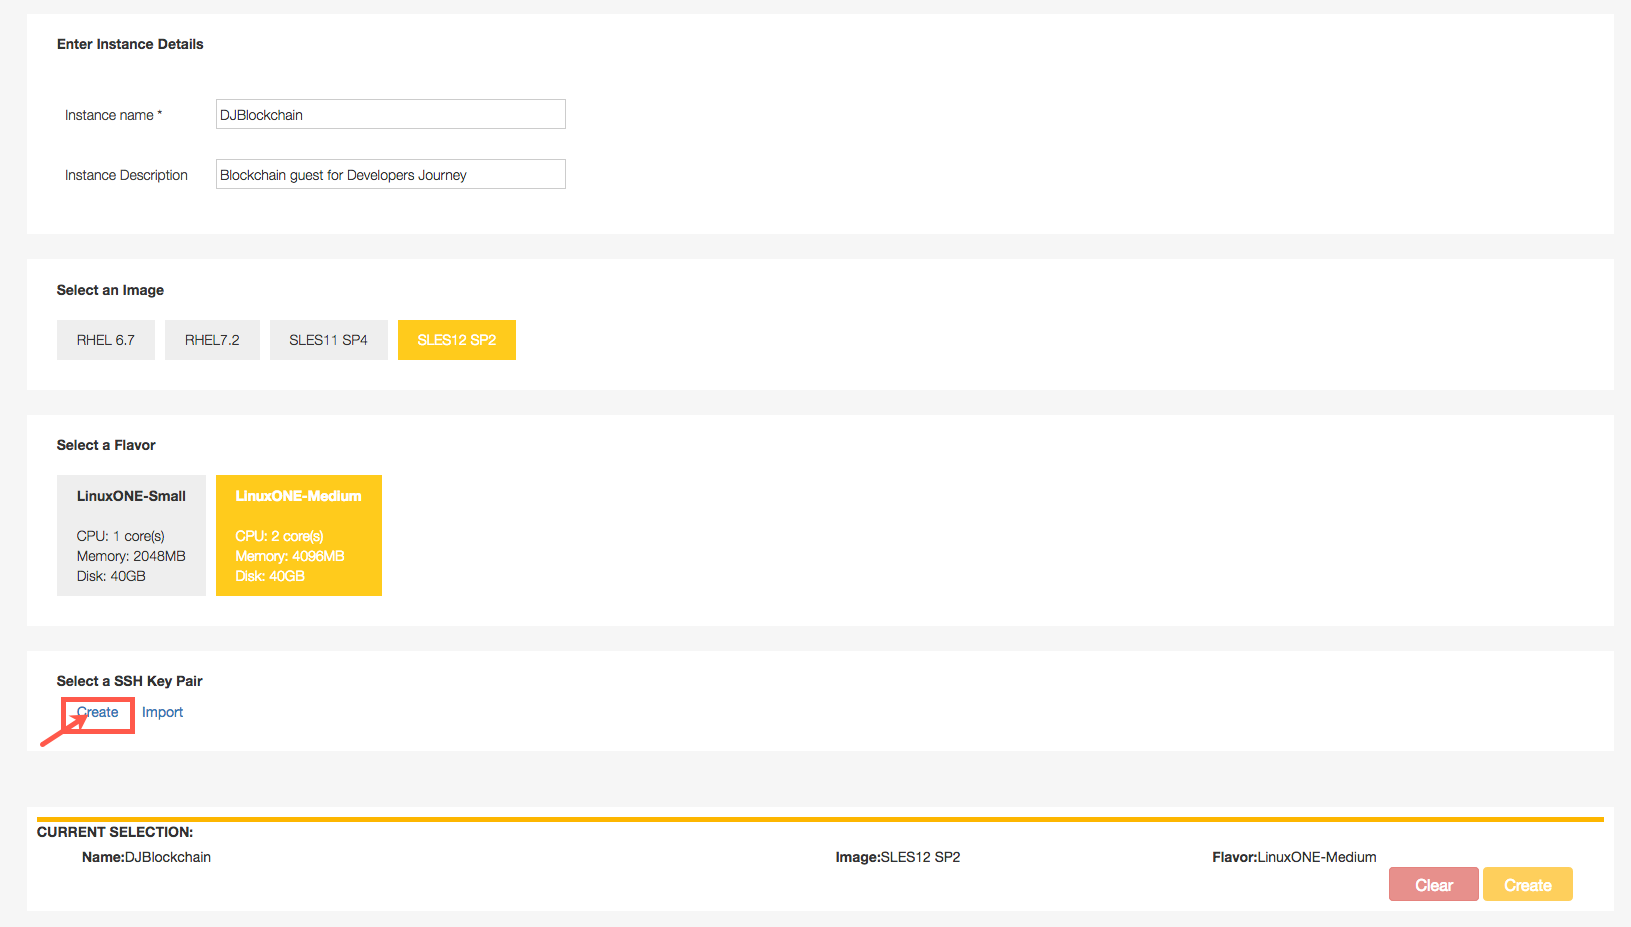 Enter Instance Details
Instance name * DJBlockchain
Instance Description Blockchain guest for Developers Journey
Select an Image
RHEL 6.7 RHEL7.2 SLES11 SP4 SLES12 SP2
Select a Flavor
LinuxONE-Small
CPU: 1 core(s)
Memory: 2048MB
Disk: 40GB
LinuxONE-Medium
CPU: 2 core(s)
Memory: 4096MB
Disk: 40GB
Select a SSH Key Pair
Create Import
CURRENT SELECTION:
Name:DJBlockchain Image:SLES12 SP2 Flavor:LinuxONE-Medium
Clear Create